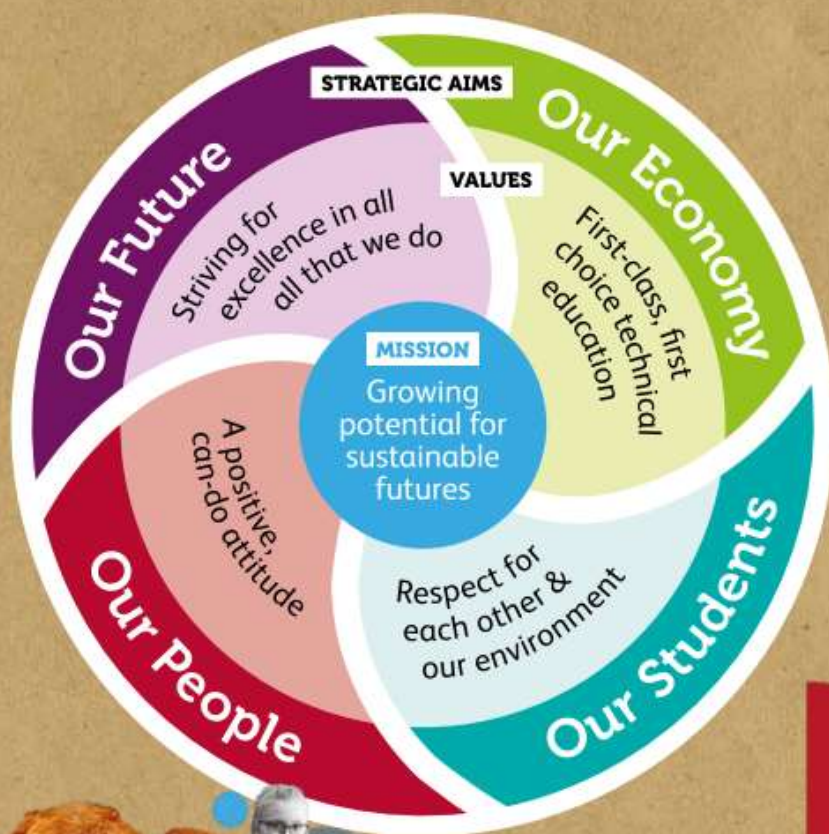 STRATEGIC AIMS
Our Future
Our Economy
VALUES
Striving for
excellence in all
all that we do
First-class, first
choice technical
education
MISSION
Growing
potential for
sustainable
futures
A positive,
can-do attitude
Respect for
each other &
our environment
Our People
Our Students